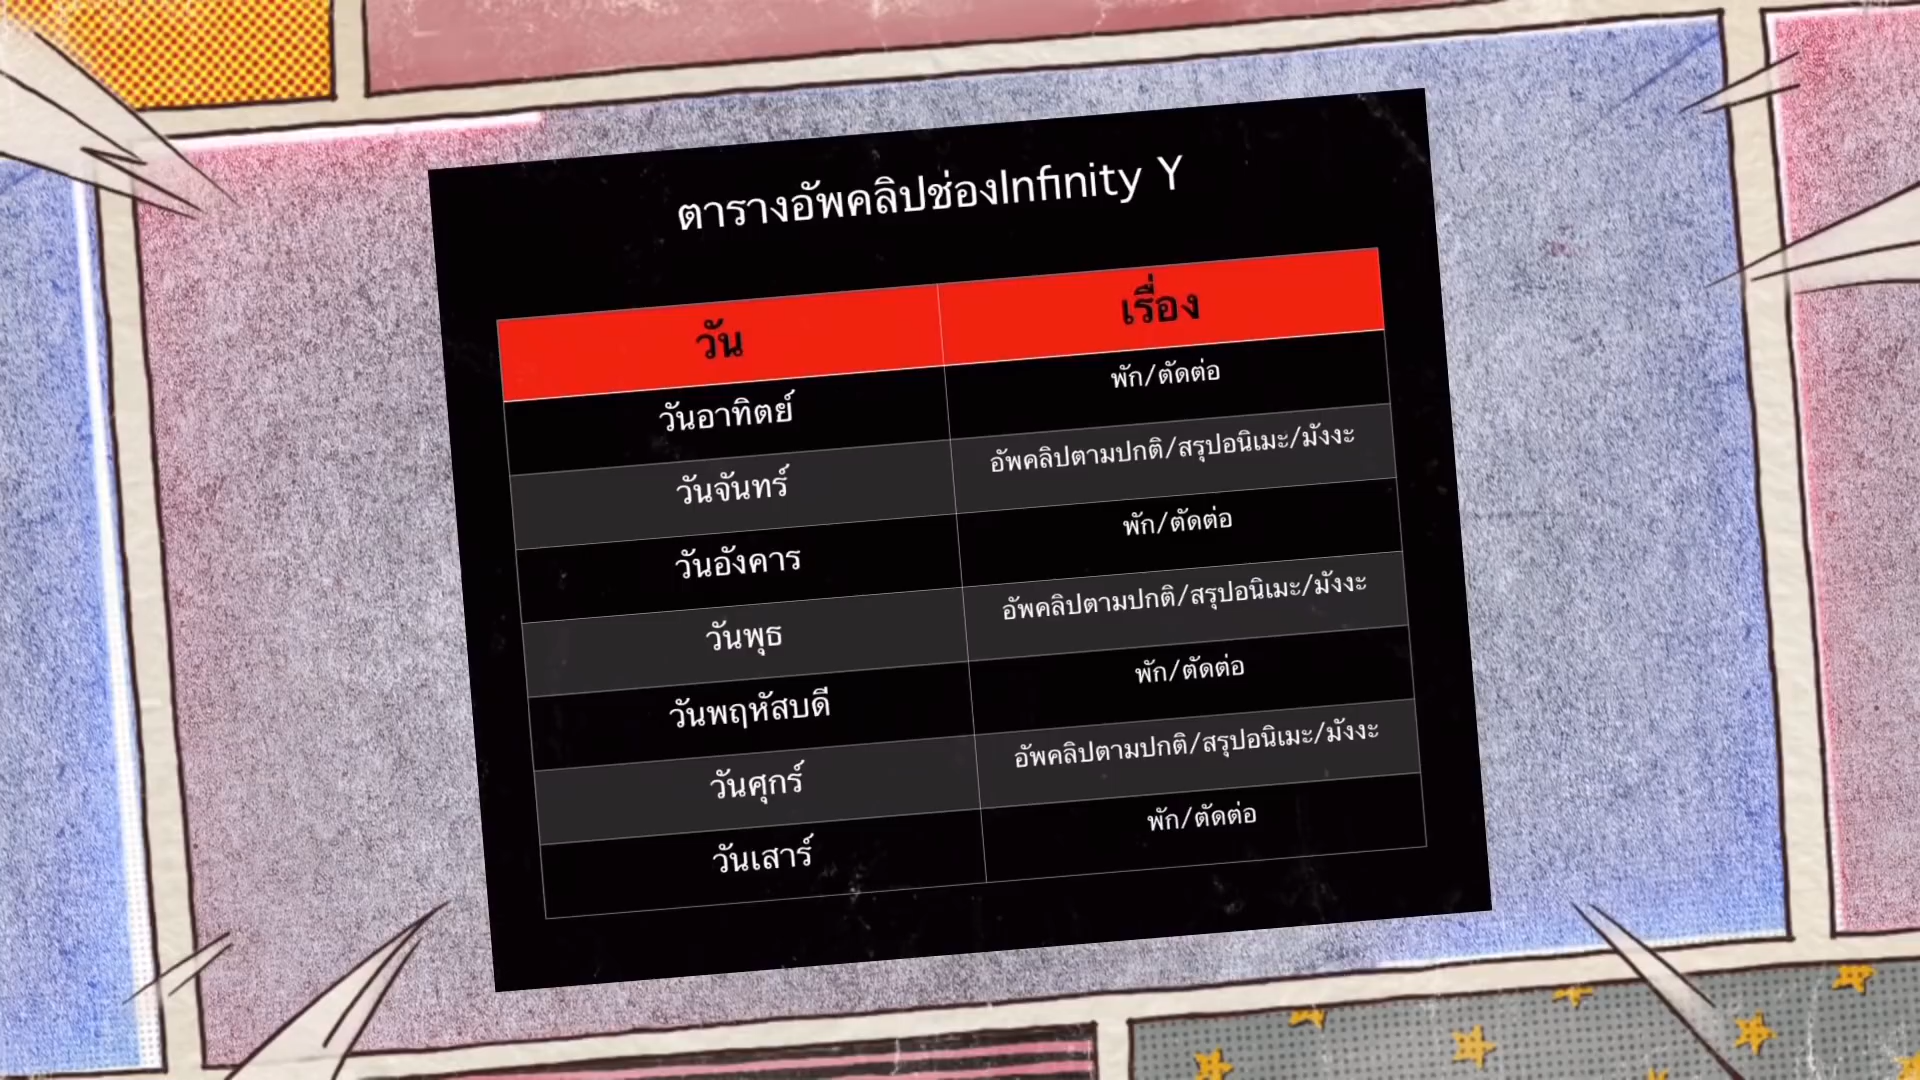 ตารางอัพคลิปช่องInfinity Y
วัน เรื่อง
วันอาทิตย์ พัก/ตัดต่อ
วันจันทร์ อัพคลิปตามปกติ/สรุปอนิเมะ/มังงะ
วันอังคาร พัก/ตัดต่อ
วันพุธ อัพคลิปตามปกติ/สรุปอนิเมะ/มังงะ
วันพฤหัสบดี พัก/ตัดต่อ
วันศุกร์ อัพคลิปตามปกติ/สรุปอนิเมะ/มังงะ
วันเสาร์ พัก/ตัดต่อ